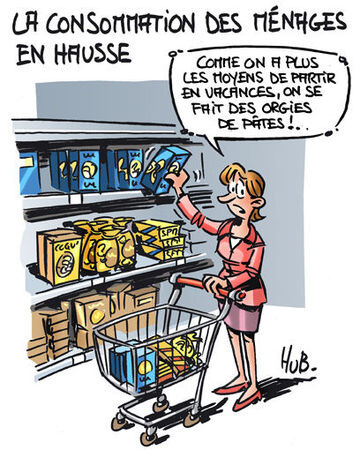 LA CONSOMMATION DES MÉNAGES
EN HAUSSE
COMME ON A PLUS
LES MOYENS DE PARTIR
EN VACANCES, ON SE
FAIT DES ORGIES
DE PÂTES !..
HUB.